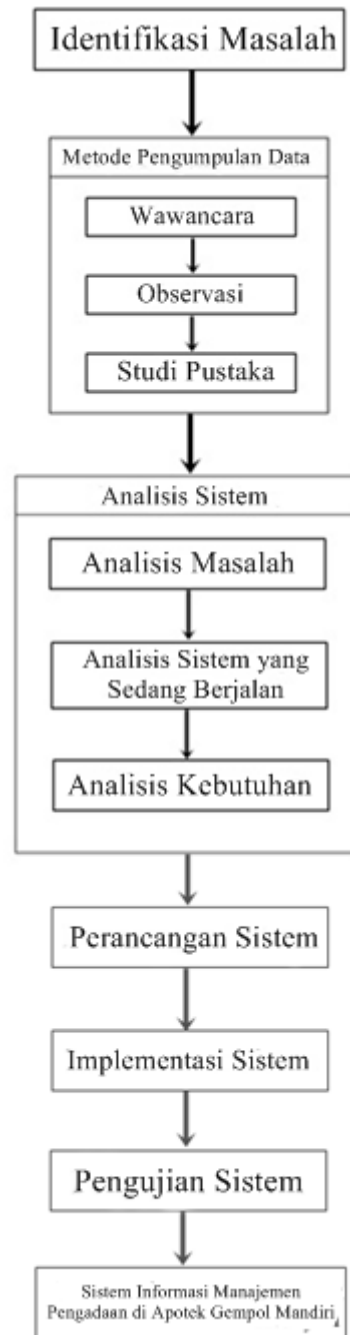 Identifikasi Masalah
Metode Pengumpulan Data
Wawancara
Observasi
Studi Pustaka
Analisis Sistem
Analisis Masalah
Analisis Sistem yang
Sedang Berjalan
Analisis Kebutuhan
Perancangan Sistem
Implementasi Sistem
Pengujian Sistem
Sistem Informasi Manajemen
Pengadaan di Apotek Gempol Mandiri